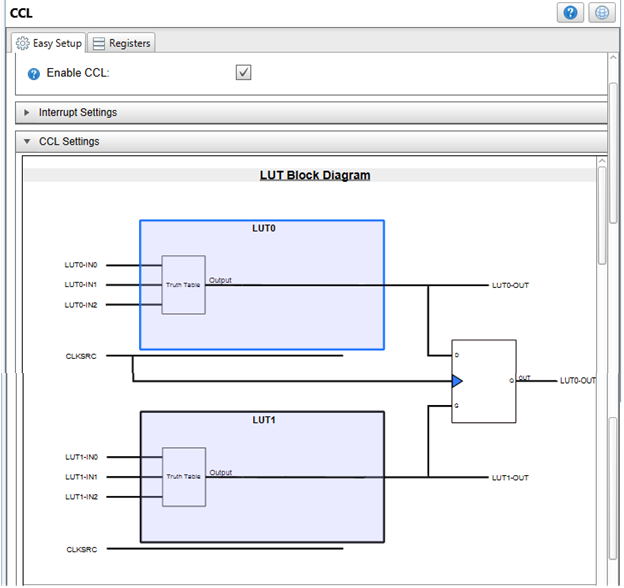 CCL
Easy Setup
Registers
Enable CCL:
Interrupt Settings
CCL Settings
LUT Block Diagram
LUT0
LUT0-IN0
LUT0-IN1
LUT0-IN2
Truth Table
Output
LUT0-OUT
CLKSRC
D
G
Q
OUT
LUT0-OUT
LUT1
LUT1-IN0
LUT1-IN1
LUT1-IN2
Truth Table
Output
LUT1-OUT
CLKSRC